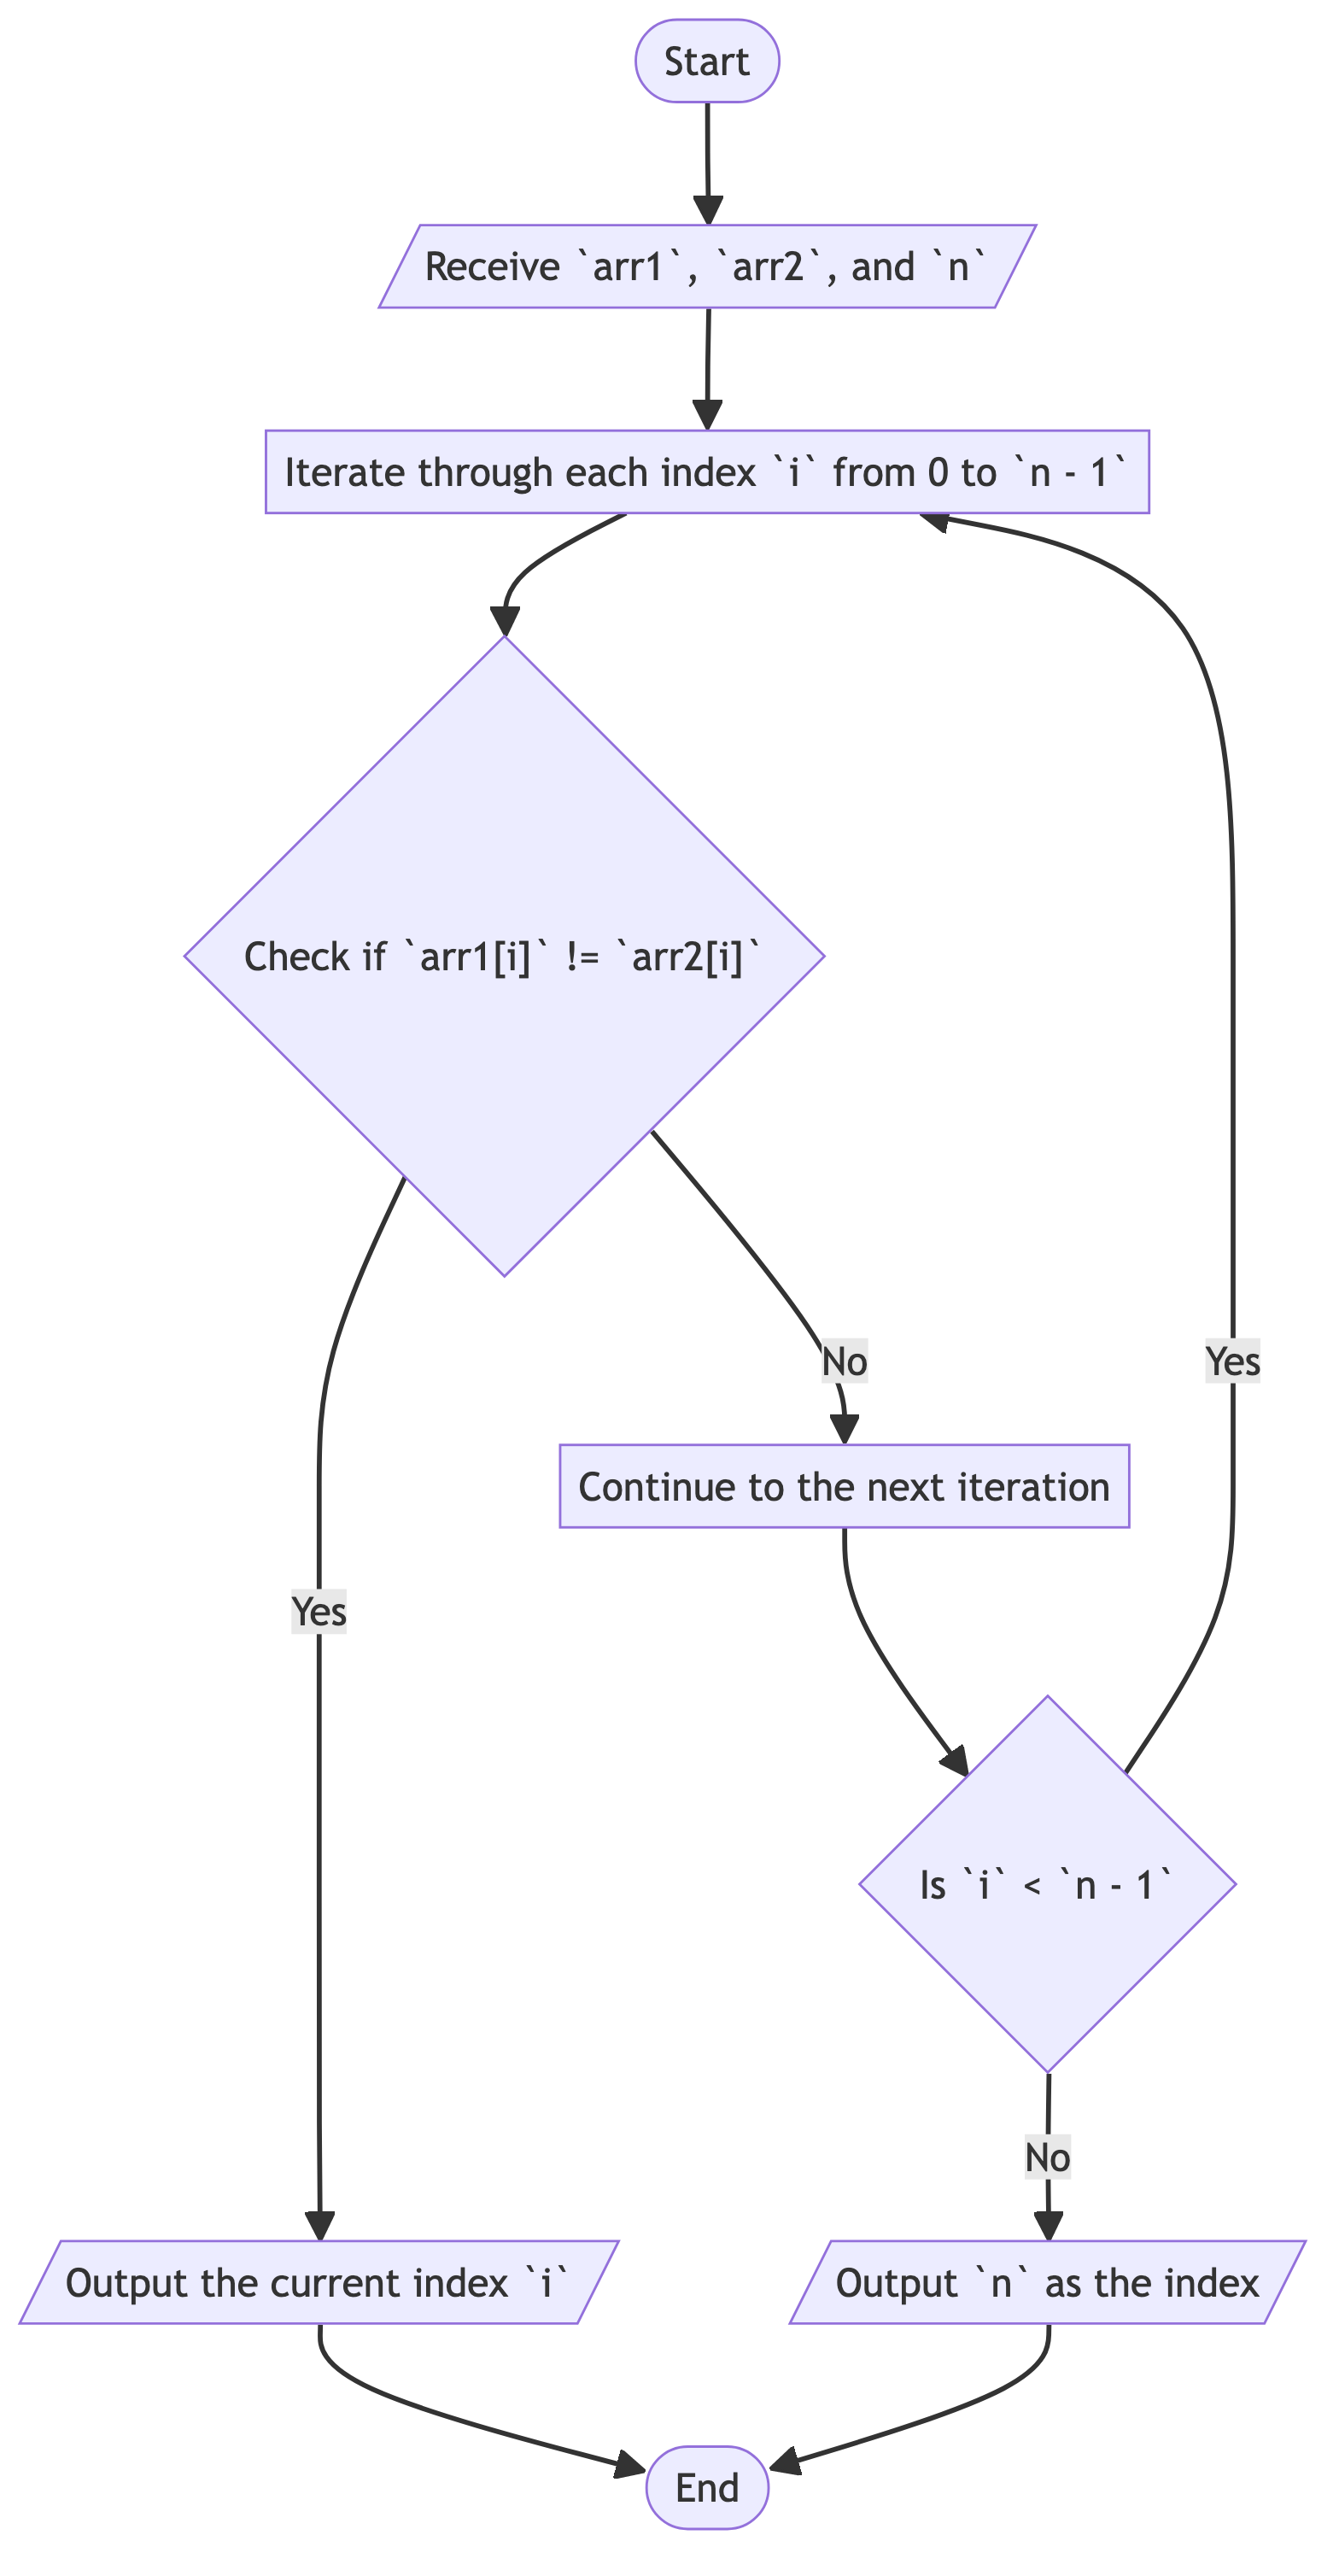 Start
Receive `arr1`, `arr2`, and `n`
Iterate through each index `i` from 0 to `n - 1`
Check if `arr1[i]` != `arr2[i]`
No
Yes
Continue to the next iteration
Yes
Is `i` < `n - 1`
No
Output the current index `i`
Output `n` as the index
End